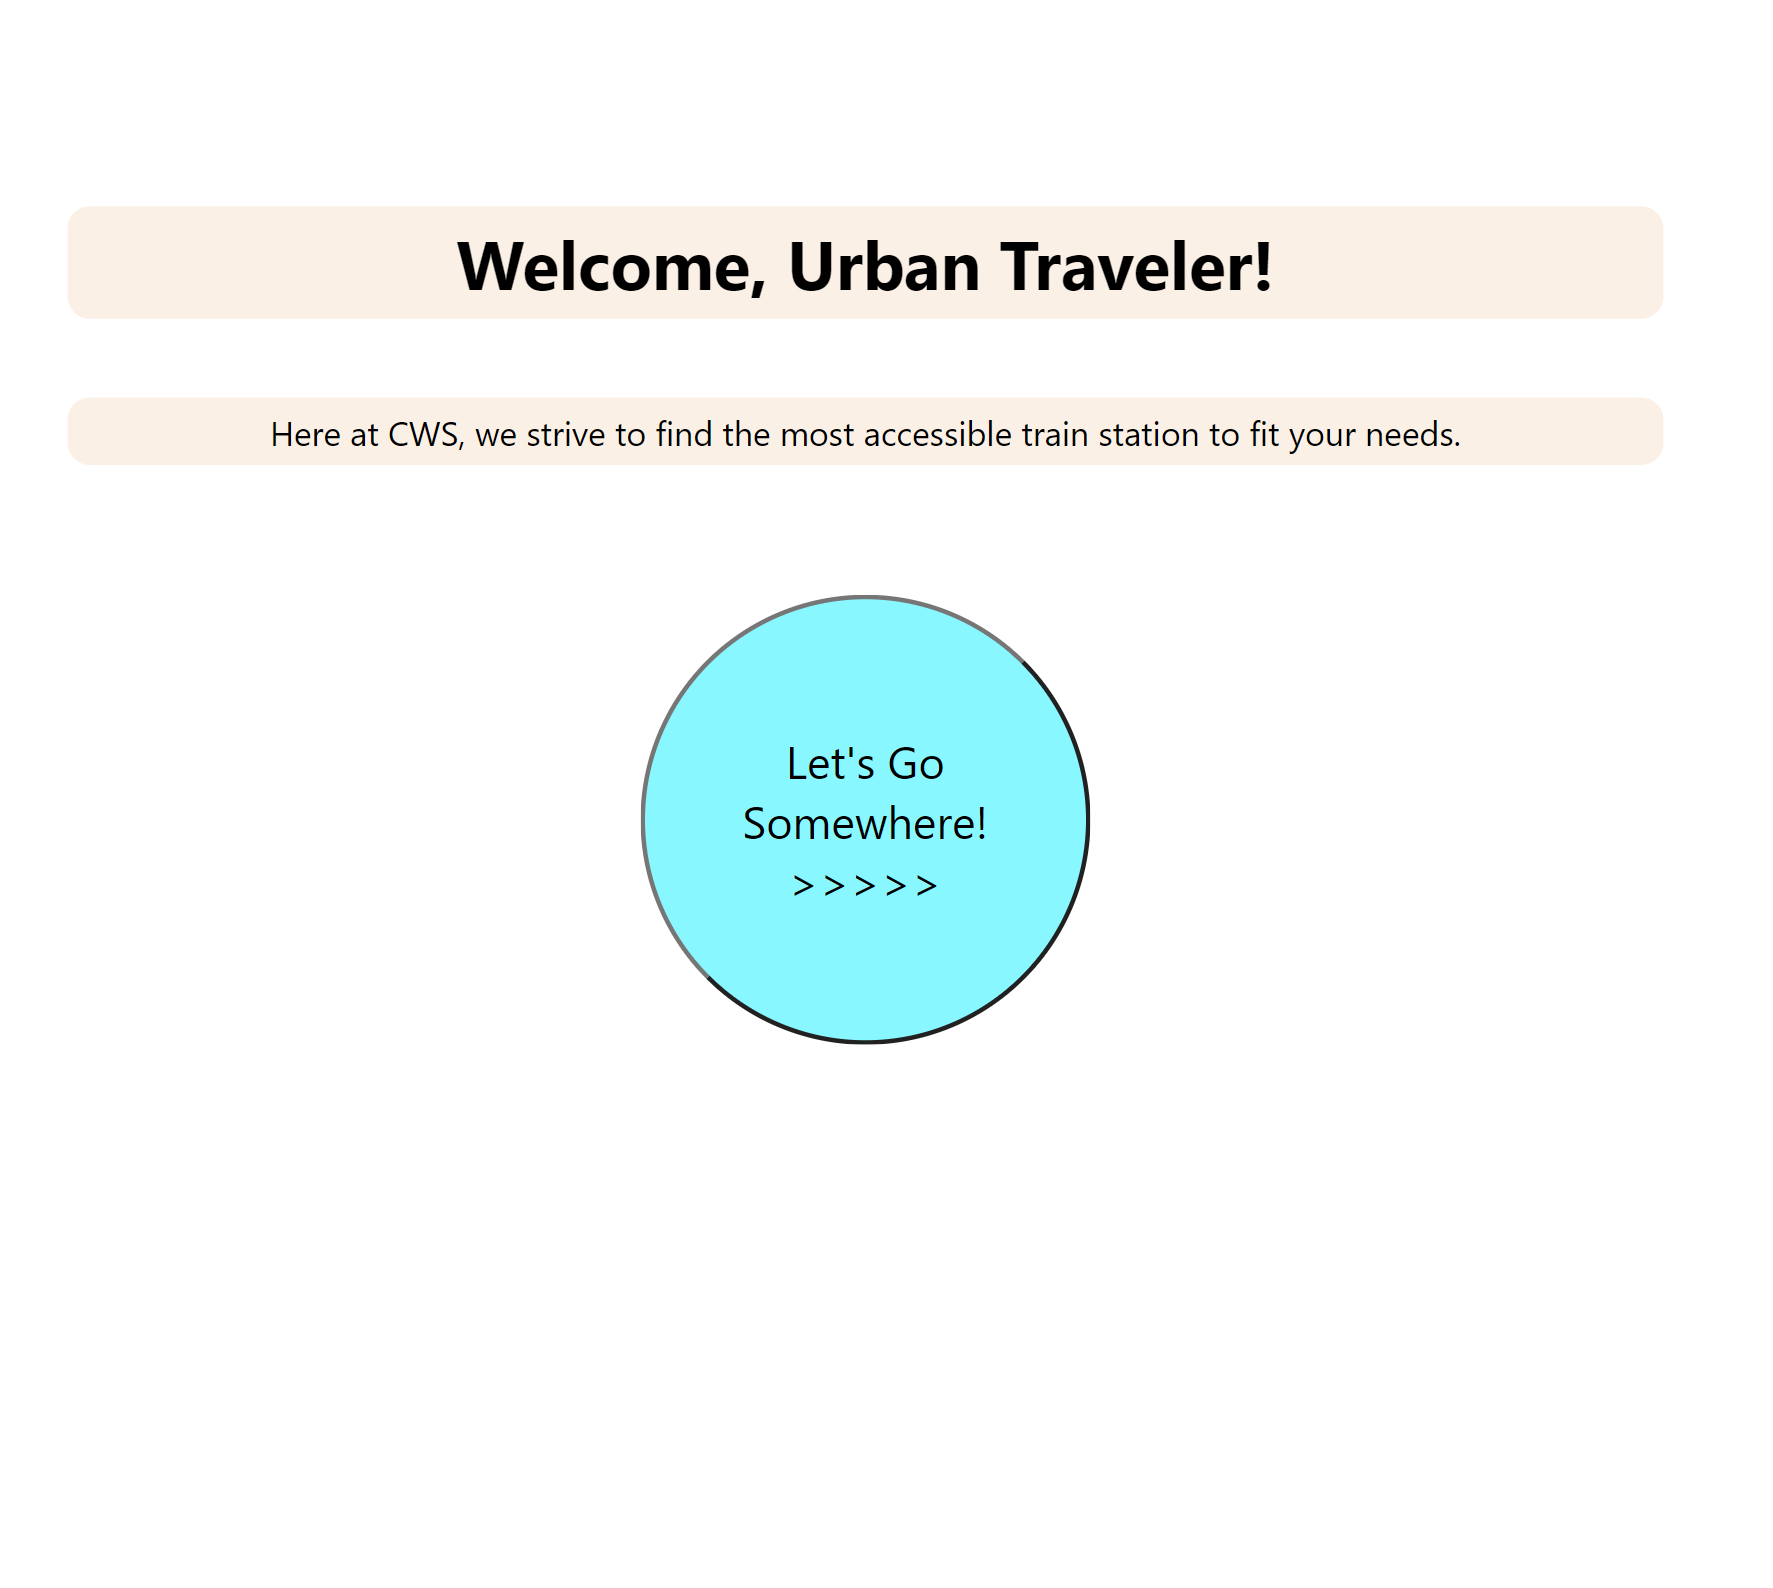 Welcome, Urban Traveler!
Here at CWS, we strive to find the most accessible train station to fit your needs.
Let's Go
Somewhere!
> > > > >